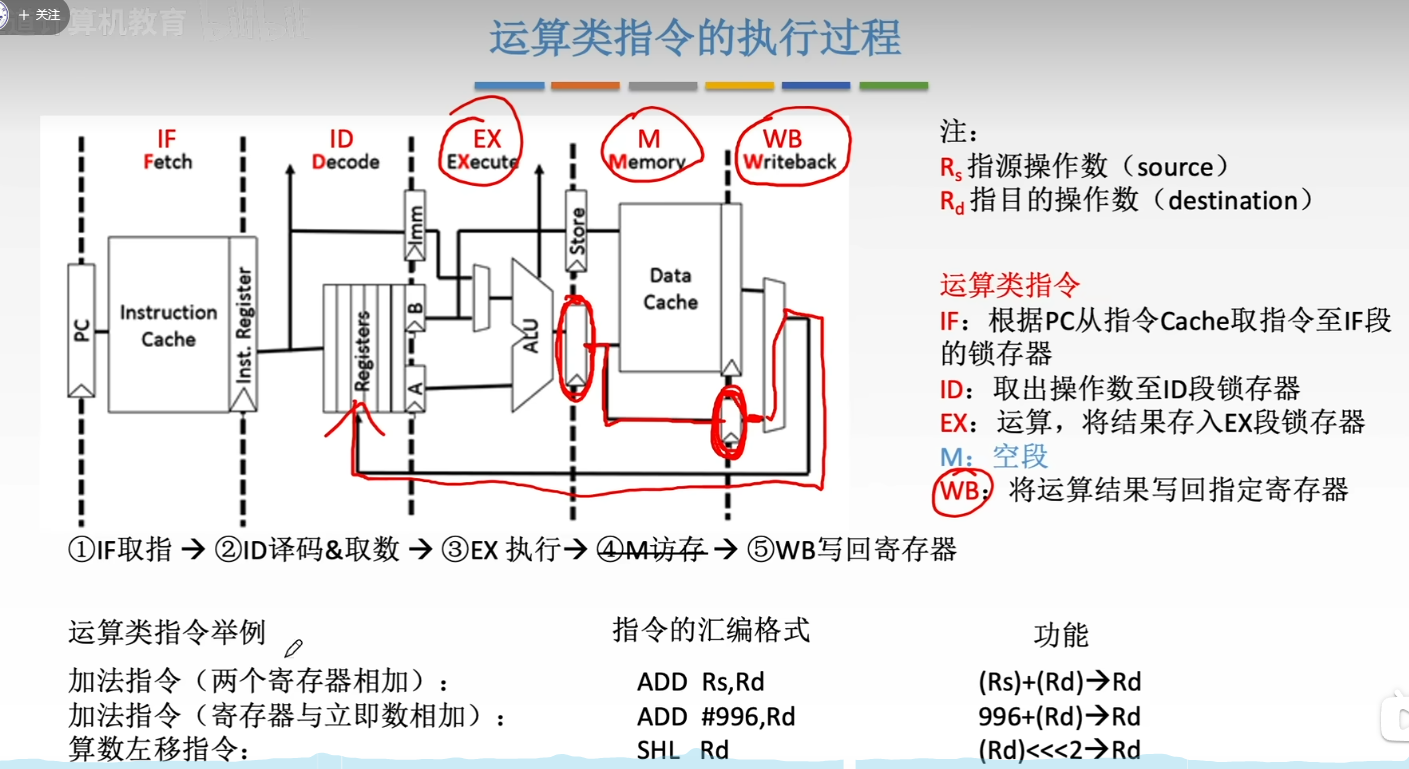 + 关注
算机教育
运算类指令的执行过程
IF
Fetch
ID
Decode
EX
EXecute
M
Memory
WB
Writeback
PC
Instruction
Cache
Inst. Register
Registers
Imm
B
A
ALU
Store
Data
Cache
注：
Rs 指源操作数（source）
Rd 指目的操作数（destination）
运算类指令
IF：根据PC从指令Cache取指令至IF段
的锁存器
ID：取出操作数至ID段锁存器
EX：运算，将结果存入EX段锁存器
M：空段
WB：将运算结果写回指定寄存器
①IF取指 → ②ID译码&取数 → ③EX 执行→ ④M访存 → ⑤WB写回寄存器
运算类指令举例 指令的汇编格式 功能
加法指令（两个寄存器相加）： ADD Rs,Rd (Rs)+(Rd)→Rd
加法指令（寄存器与立即数相加）： ADD #996,Rd 996+(Rd)→Rd
算数左移指令： SHL Rd (Rd)<<<2→Rd